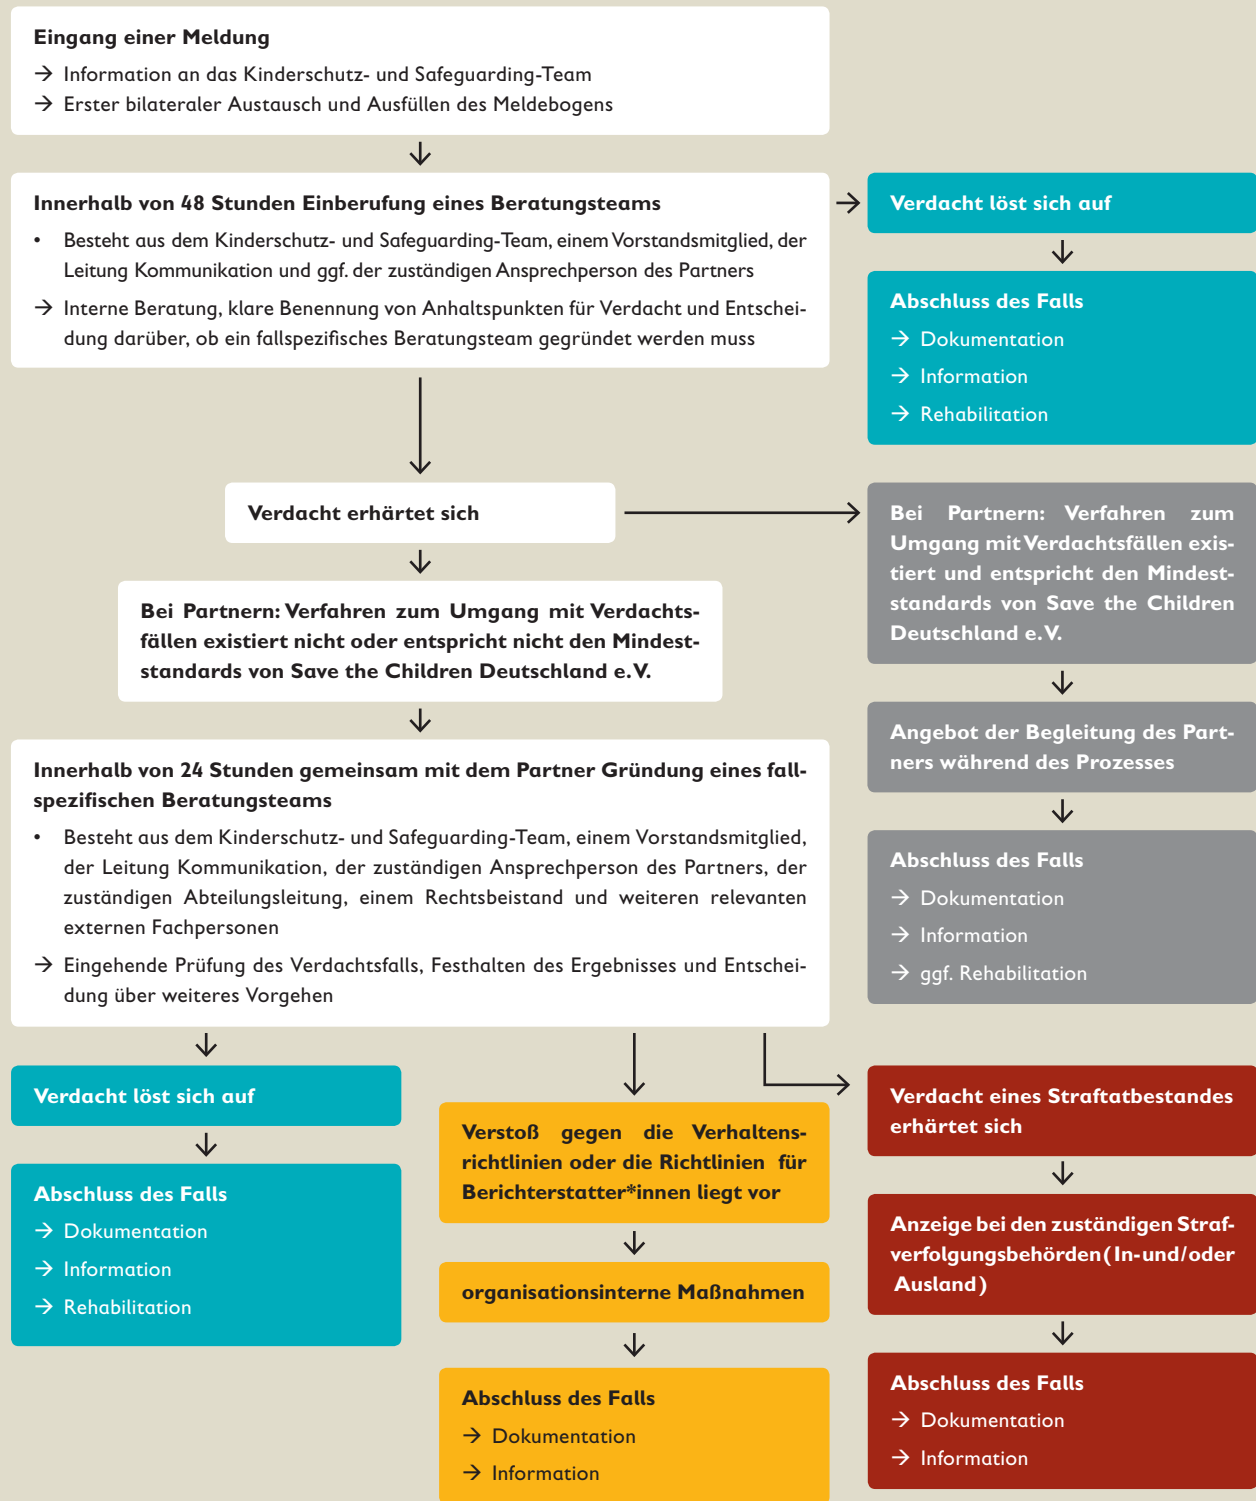 Eingang einer Meldung
→ Information an das Kinderschutz- und Safeguarding-Team
→ Erster bilateraler Austausch und Ausfüllen des Meldebogens
Innerhalb von 48 Stunden Einberufung eines Beratungsteams
• Besteht aus dem Kinderschutz- und Safeguarding-Team, einem Vorstandsmitglied, der
Leitung Kommunikation und ggf. der zuständigen Ansprechperson des Partners
→ Interne Beratung, klare Benennung von Anhaltspunkten für Verdacht und Entschei-
dung darüber, ob ein fallspezifisches Beratungsteam gegründet werden muss
Verdacht löst sich auf
Abschluss des Falls
→ Dokumentation
→ Information
→ Rehabilitation
Verdacht erhärtet sich
Bei Partnern: Verfahren zum
Umgang mit Verdachtsfällen exis-
tiert und entspricht den Mindest-
standards von Save the Children
Deutschland e.V.
Bei Partnern: Verfahren zum Umgang mit Verdachts-
fällen existiert nicht oder entspricht nicht den Mindest-
standards von Save the Children Deutschland e.V.
Angebot der Begleitung des Part-
ners während des Prozesses
Abschluss des Falls
→ Dokumentation
→ Information
→ ggf. Rehabilitation
Innerhalb von 24 Stunden gemeinsam mit dem Partner Gründung eines fall-
spezifischen Beratungsteams
• Besteht aus dem Kinderschutz- und Safeguarding-Team, einem Vorstandsmitglied,
der Leitung Kommunikation, der zuständigen Ansprechperson des Partners, der
zuständigen Abteilungsleitung, einem Rechtsbeistand und weiteren relevanten
externen Fachpersonen
→ Eingehende Prüfung des Verdachtsfalls, Festhalten des Ergebnisses und Entschei-
dung über weiteres Vorgehen
Verdacht löst sich auf
Abschluss des Falls
→ Dokumentation
→ Information
→ Rehabilitation
Verstoß gegen die Verhaltens-
richtlinien oder die Richtlinien für
Berichterstatter*innen liegt vor
organisationsinterne Maßnahmen
Abschluss des Falls
→ Dokumentation
→ Information
Verdacht eines Straftatbestandes
erhärtet sich
Anzeige bei den zuständigen Straf-
verfolgungsbehörden (In-und/oder
Ausland)
Abschluss des Falls
→ Dokumentation
→ Information